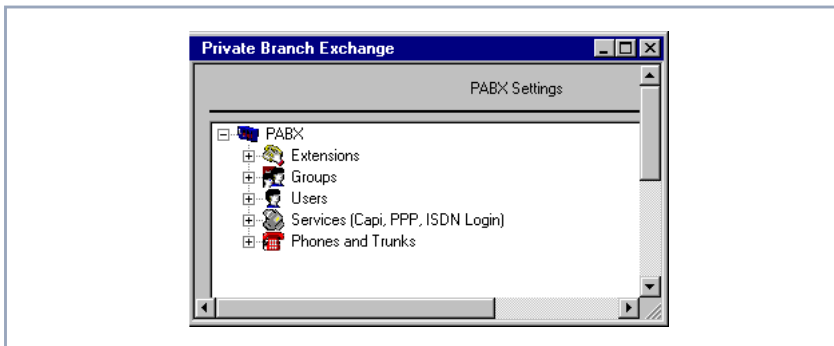 Private Branch Exchange
PABX Settings
PABX
Extensions
Groups
Users
Services (Capi, PPP, ISDN Login)
Phones and Trunks